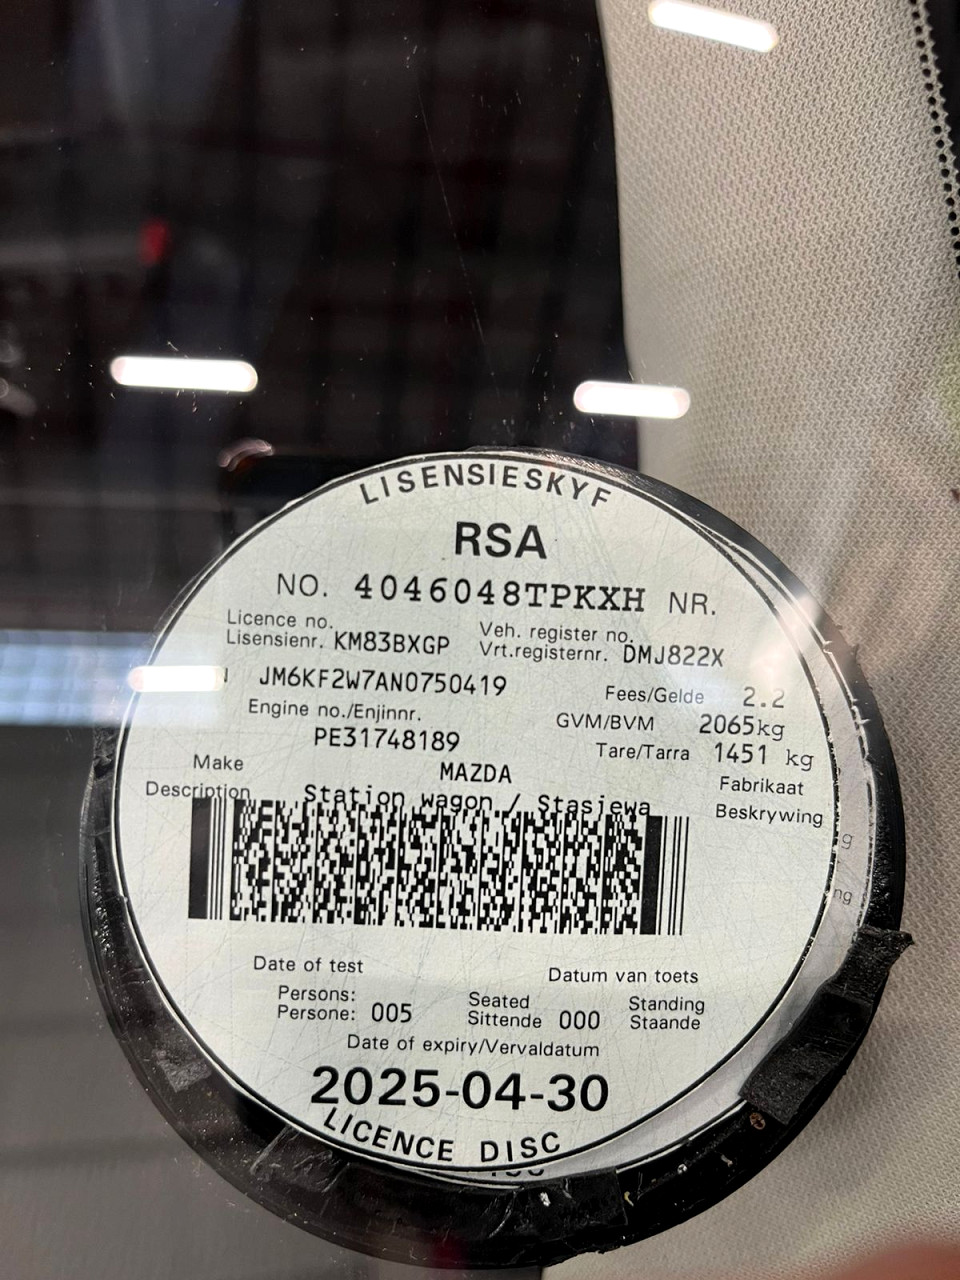 LISENSIESKYF
RSA
NO. 4046048TPKXH NR.
Licence no.
Lisensienr. KM83BXGP
Veh. register no.
Vrt.registernr. DMJ822X
JM6KF2W7AN0750419
Fees/Gelde 2.2
Engine no./Enjinnr.
GVM/BVM 2065kg
PE31748189
Tare/Tarra 1451 kg
Make MAZDA Fabrikaat
Description Station wagon / Stasiewa Beskrywing
g
ng
Date of test Datum van toets
Persons:
Persone: 005
Seated
Sittende 000
Standing
Staande
Date of expiry/Vervaldatum
2025-04-30
LICENCE DISC